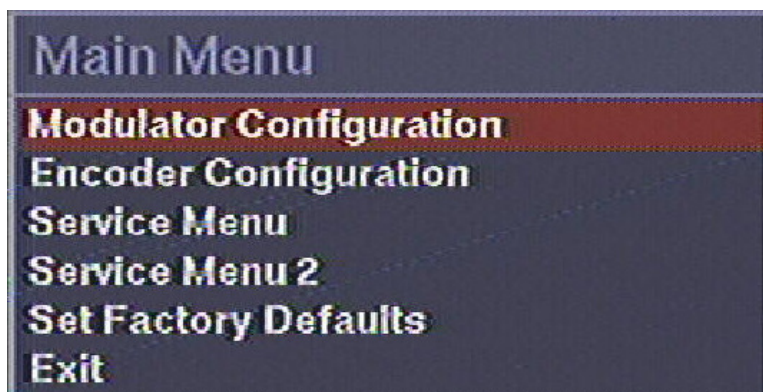 Main Menu
Modulator Configuration
Encoder Configuration
Service Menu
Service Menu 2
Set Factory Defaults
Exit